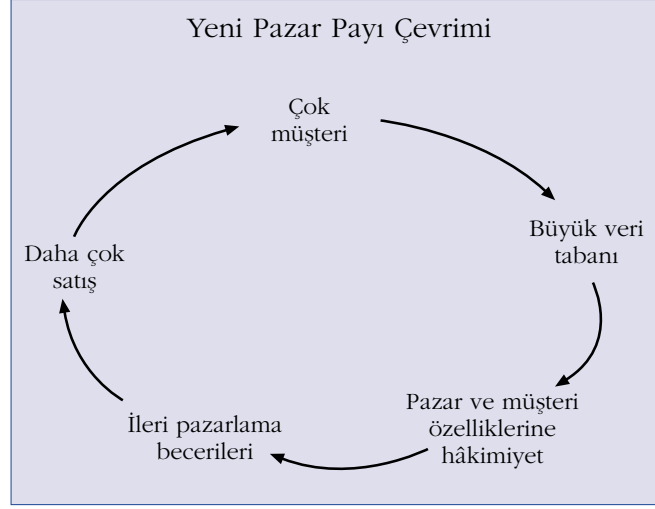 Yeni Pazar Payı Çevrimi
Çok
müşteri
Büyük veri
tabanı
Pazar ve müşteri
özelliklerine
hâkimiyet
İleri pazarlama
becerileri
Daha çok
satış